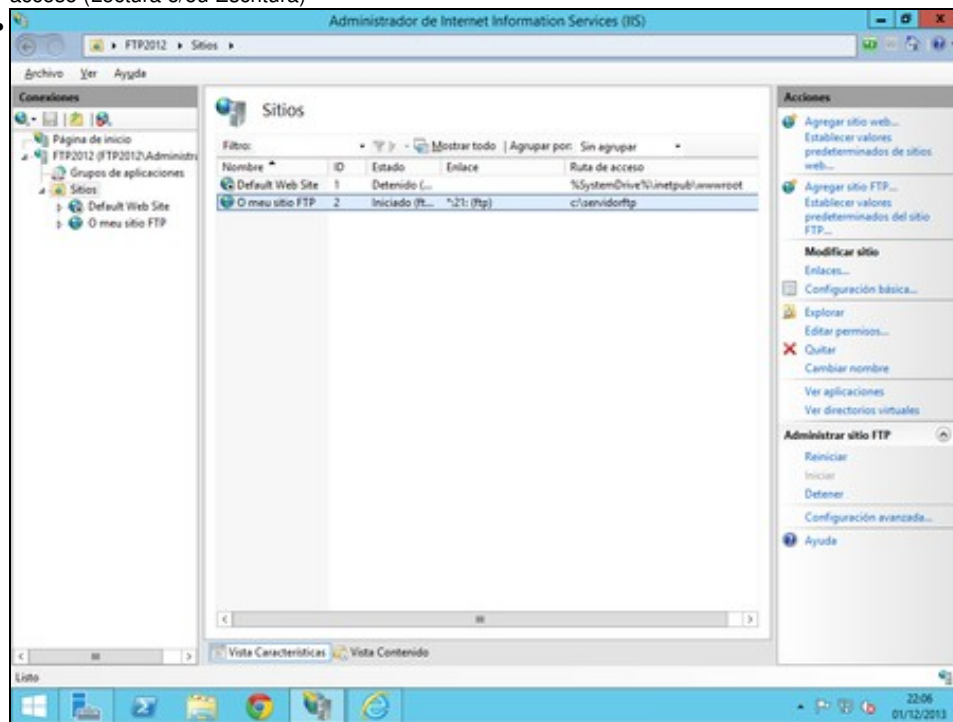 acceso (Lectura e/ou Escritura)
Administrador de Internet Information Services (IIS)
FTP2012 Sitios
Archivo Ver Ayuda
Conexiones
Página de inicio
FTP2012 (FTP2012\Administr
Grupos de aplicaciones
Sitios
Default Web Site
O meu sitio FTP
Sitios
Filtro: Mostrar todo Agrupar por: Sin agrupar
Nombre ID Estado Enlace Ruta de acceso
Default Web Site 1 Detenido (... %SystemDrive%\inetpub\wwwroot
O meu sitio FTP 2 Iniciado (ft... *:21: (ftp) c:\servidorftp
Vista Características Vista Contenido
Acciones
Agregar sitio web...
Establecer valores
predeterminados de sitios
web...
Agregar sitio FTP...
Establecer valores
predeterminados del sitio
FTP...
Modificar sitio
Enlaces...
Configuración básica...
Explorar
Editar permisos...
Quitar
Cambiar nombre
Ver aplicaciones
Ver directorios virtuales
Administrar sitio FTP
Reiniciar
Iniciar
Detener
Configuración avanzada...
Ayuda
Listo
22:06
01/12/2013